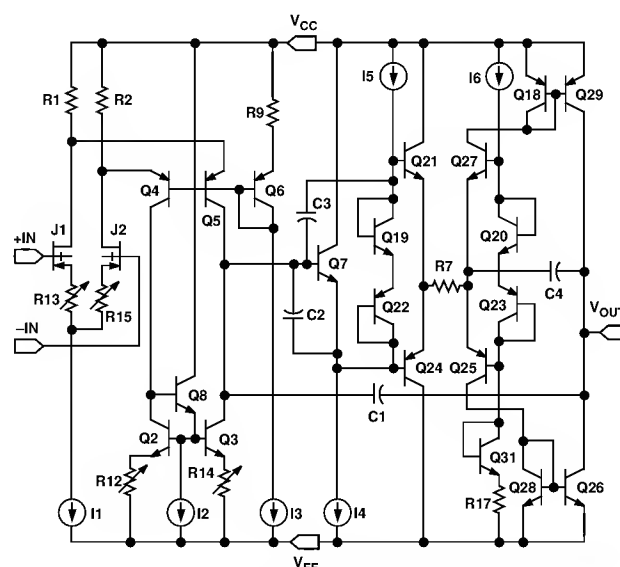 VCC
R1
R2
R9
I5
I6
Q18
Q29
Q21
Q27
Q4
Q5
Q6
C3
J1
J2
+IN
Q19
Q20
Q7
R13
R15
R7
C4
Q22
Q23
–IN
C2
VOUT
Q24
Q25
Q8
C1
Q2
Q3
Q31
R12
R14
R17
Q28
Q26
I1
I2
I3
I4
VEE